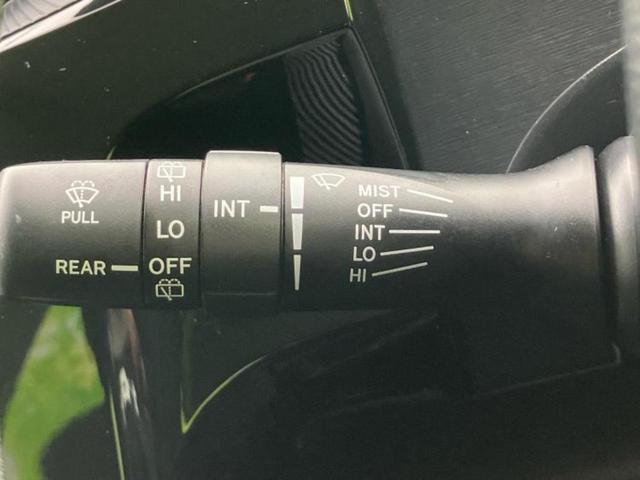 PULL
REAR
HI
LO
OFF
INT
MIST
OFF
INT
LO
HI